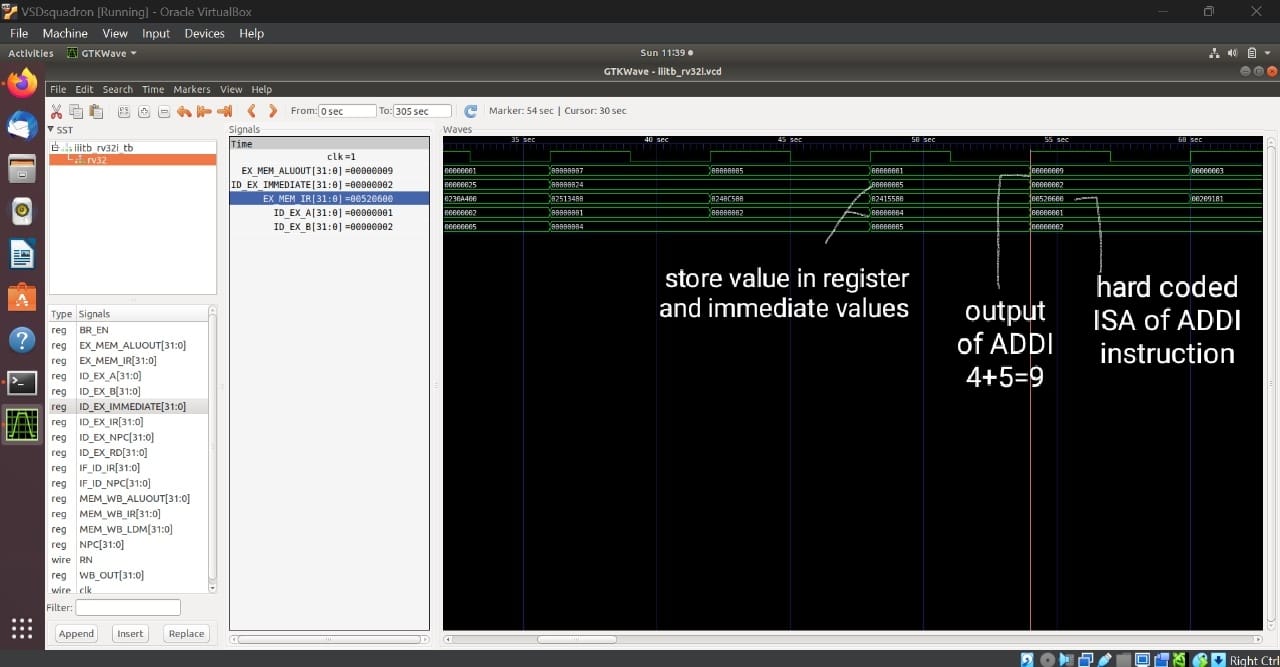 VSDsquadron [Running] - Oracle VirtualBox
File Machine View Input Devices Help
Activities GTKWave Sun 11:39
GTKWave - iiitb_rv32i.vcd
File Edit Search Time Markers View Help
From: 0 sec To: 305 sec Marker: 54 sec | Cursor: 30 sec
SST
iiitb_rv32i_tb
rv32
Type Signals
reg BR_EN
reg EX_MEM_ALUOUT[31:0]
reg EX_MEM_IR[31:0]
reg ID_EX_A[31:0]
reg ID_EX_B[31:0]
reg ID_EX_IMMEDIATE[31:0]
reg ID_EX_IR[31:0]
reg ID_EX_NPC[31:0]
reg ID_EX_RD[31:0]
reg IF_ID_IR[31:0]
reg IF_ID_NPC[31:0]
reg MEM_WB_ALUOUT[31:0]
reg MEM_WB_IR[31:0]
reg MEM_WB_LDM[31:0]
reg NPC[31:0]
wire RN
reg WB_OUT[31:0]
wire clk
Filter:
Append Insert Replace
Signals
Time
clk=1
EX_MEM_ALUOUT[31:0]=00000009
ID_EX_IMMEDIATE[31:0]=00000002
EX_MEM_IR[31:0]=00520600
ID_EX_A[31:0]=00000001
ID_EX_B[31:0]=00000002
Waves
35 sec 40 sec 45 sec 50 sec 55 sec 60 sec
00000001 00000007 00000005 00000001 00000009 00000003
00000025 00000024 00000005 00000002
0230A400 02513480 0240C500 02415580 00520600 00209181
00000002 00000001 00000002 00000004 00000001
00000005 00000004 00000005 00000002
store value in register
and immediate values
output
of ADDI
4+5=9
hard coded
ISA of ADDI
instruction
Right Ctrl